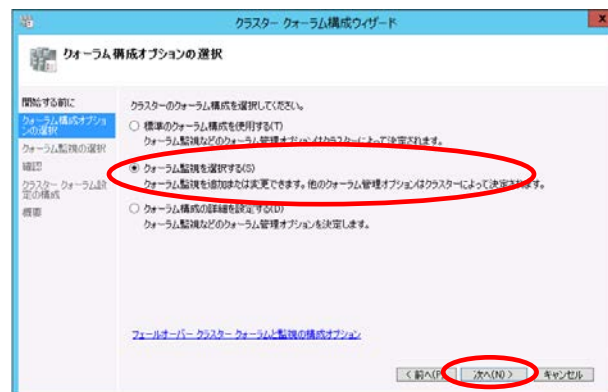 クラスター クォーラム構成ウィザード
クォーラム構成オプションの選択
開始する前に
クォーラム構成オプショ
ンの選択
クォーラム監視の選択
確認
クラスター クォーラム設
定の構成
概要
クラスターのクォーラム構成を選択してください。
標準のクォーラム構成を使用する(T)
クォーラム監視などのクォーラム管理オプションはクラスターによって決定されます。
クォーラム監視を選択する(S)
クォーラム監視を追加または変更できます。他のクォーラム管理オプションはクラスターによって決定されます。
クォーラム構成の詳細を設定する(D)
クォーラム監視などのクォーラム管理オプションを決定します。
フェールオーバー クラスター クォーラムと監視の構成オプション
< 前へ(P)
次へ(N) >
キャンセル